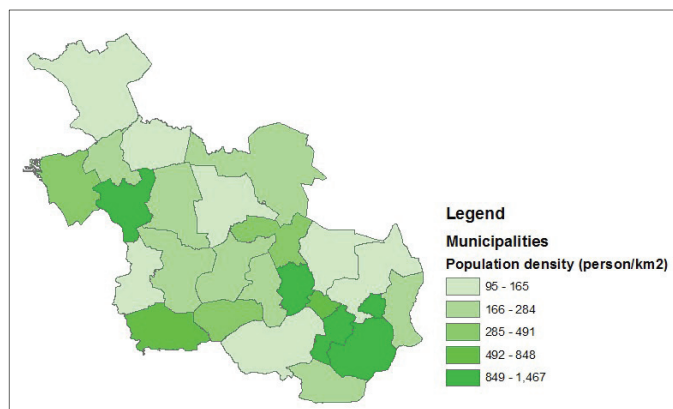 Legend
Municipalities
Population density (person/km2)
95 - 165
166 - 284
285 - 491
492 - 848
849 - 1,467